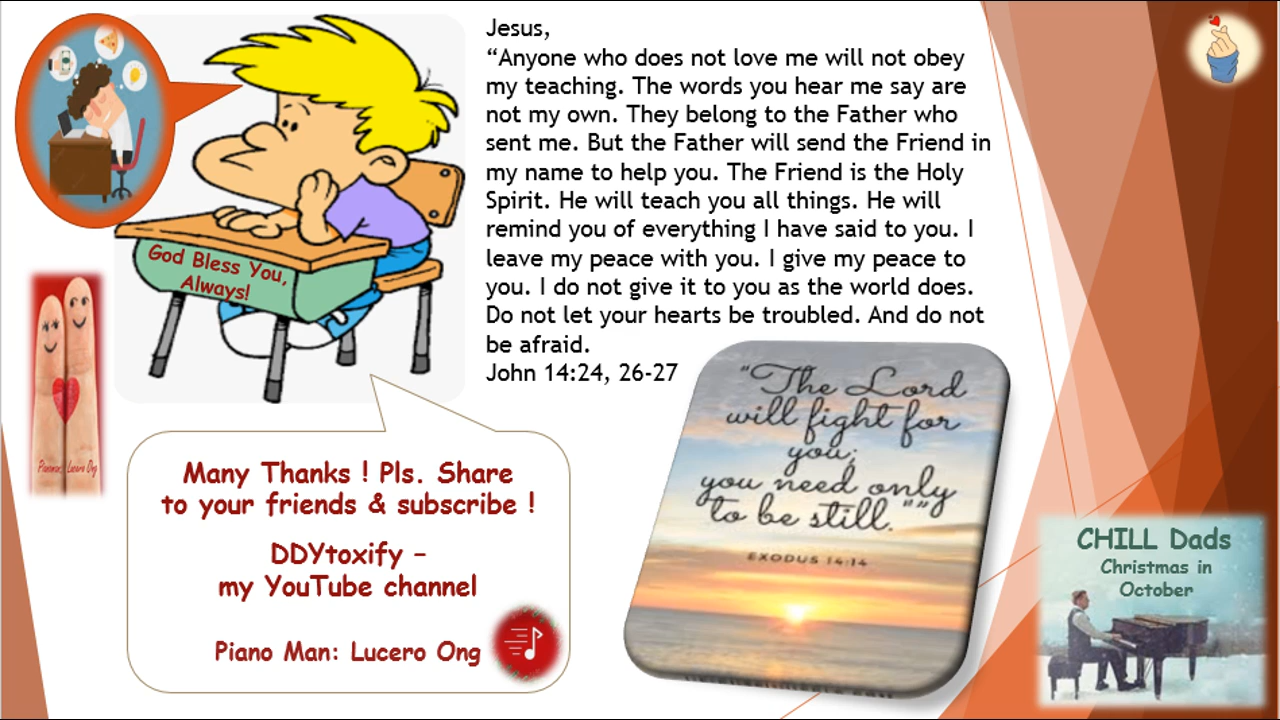 Jesus,
“Anyone who does not love me will not obey
my teaching. The words you hear me say are
not my own. They belong to the Father who
sent me. But the Father will send the Friend in
my name to help you. The Friend is the Holy
Spirit. He will teach you all things. He will
remind you of everything I have said to you. I
leave my peace with you. I give my peace to
you. I do not give it to you as the world does.
Do not let your hearts be troubled. And do not
be afraid.
John 14:24, 26-27
God Bless You,
Always!
Pianoman, Lucero Ong
Many Thanks ! Pls. Share
to your friends & subscribe !
DDYtoxify –
my YouTube channel
Piano Man: Lucero Ong
"The Lord
will fight for
you;
you need only
to be still.""
EXODUS 14:14
CHILL Dads
Christmas in
October